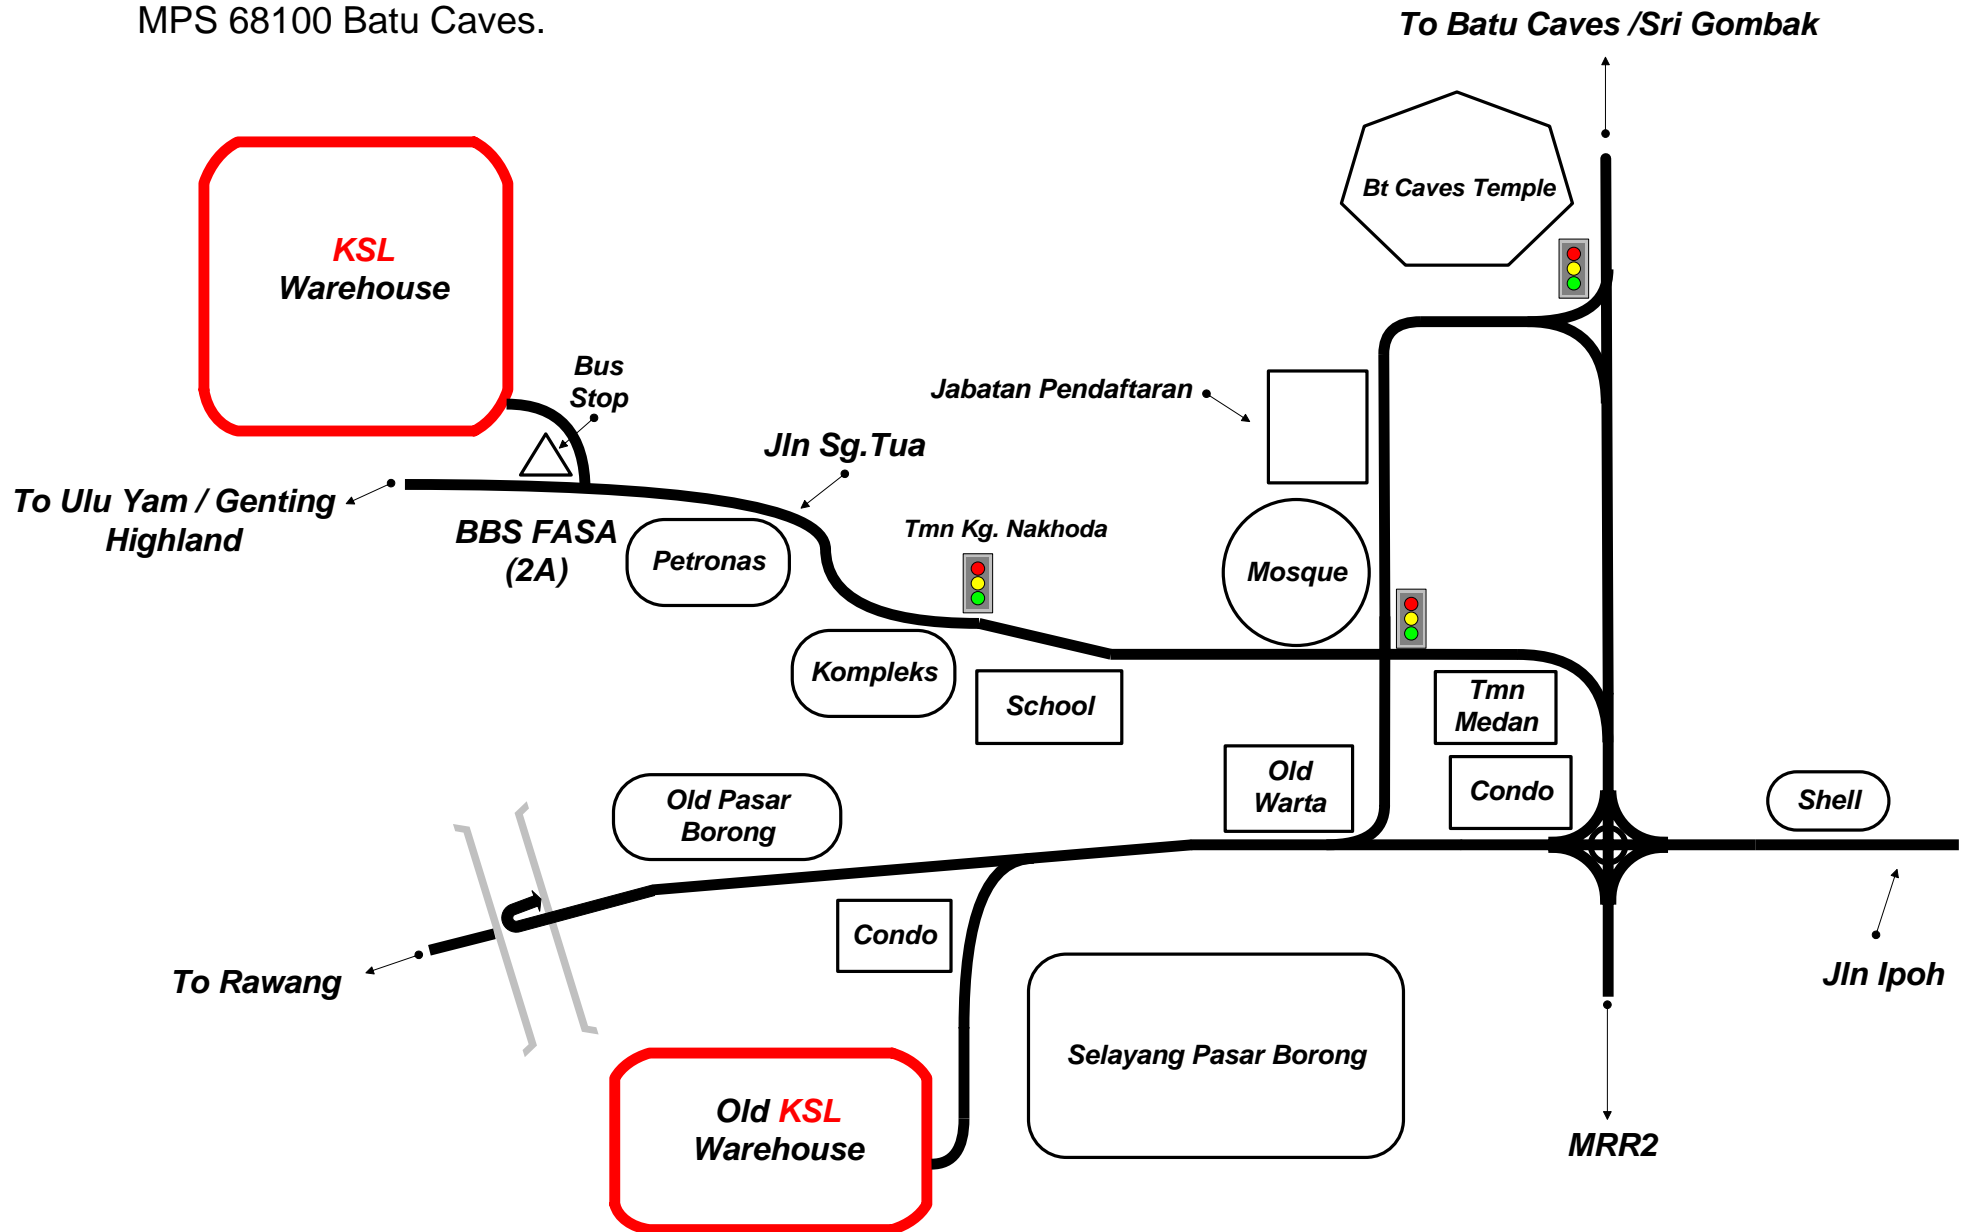 MPS 68100 Batu Caves.
To Batu Caves /Sri Gombak
Bt Caves Temple
KSL
Warehouse
Bus
Stop
Jabatan Pendaftaran
Jln Sg.Tua
To Ulu Yam / Genting
Highland
BBS FASA
(2A)
Petronas
Tmn Kg. Nakhoda
Mosque
Kompleks
School
Tmn
Medan
Old
Warta
Condo
Shell
Old Pasar
Borong
Condo
To Rawang
Jln Ipoh
Selayang Pasar Borong
Old KSL
Warehouse
MRR2